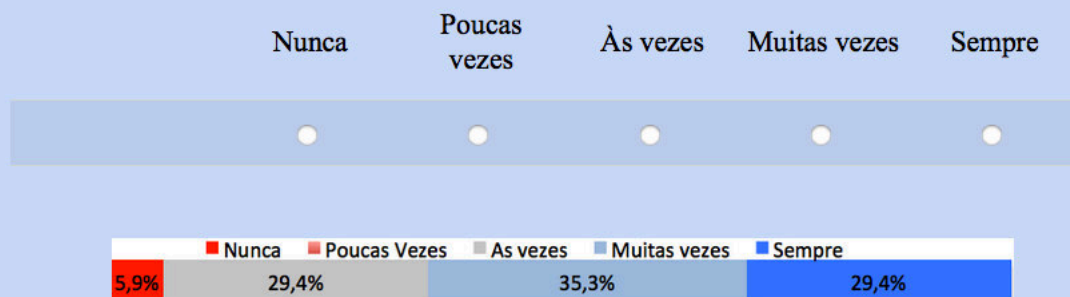 Nunca Poucas vezes Às vezes Muitas vezes Sempre
Nunca Poucas Vezes As vezes Muitas vezes Sempre
5,9% 29,4% 35,3% 29,4%